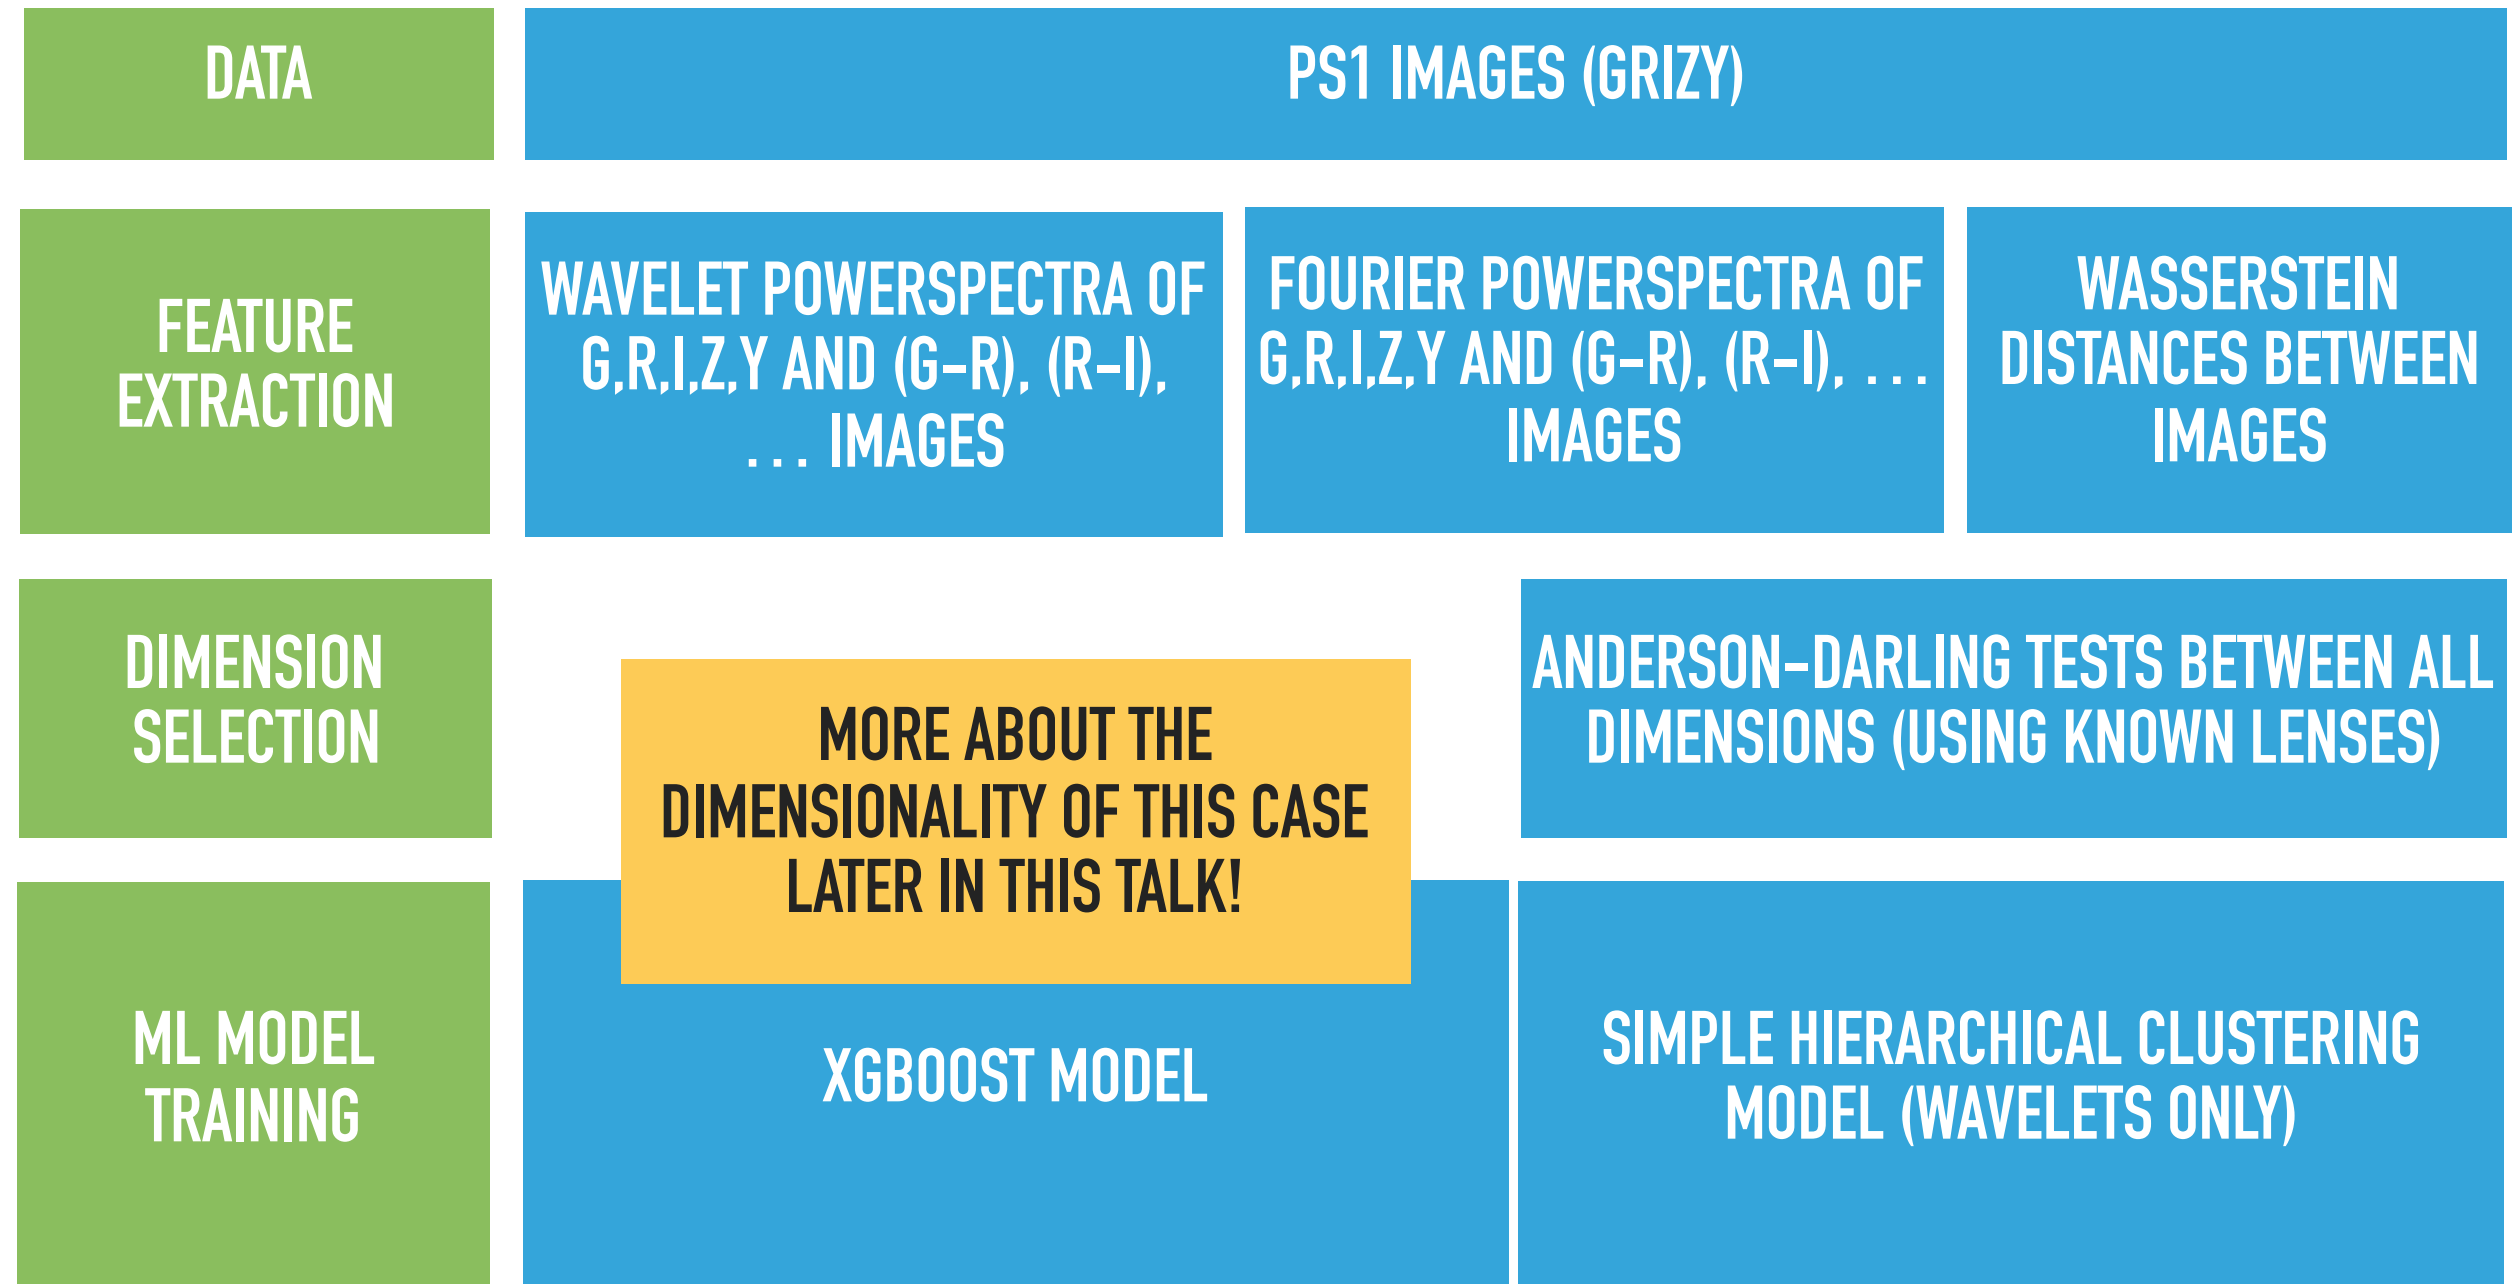 DATA
PS1 IMAGES (GRIZY)
FEATURE
EXTRACTION
WAVELET POWERSPECTRA OF
G,R,I,Z,Y AND (G-R), (R-I),
... IMAGES
FOURIER POWERSPECTRA OF
G,R,I,Z,Y AND (G-R), (R-I), ...
IMAGES
WASSERSTEIN
DISTANCES BETWEEN
IMAGES
DIMENSION
SELECTION
MORE ABOUT THE
DIMENSIONALITY OF THIS CASE
LATER IN THIS TALK!
ANDERSON-DARLING TESTS BETWEEN ALL
DIMENSIONS (USING KNOWN LENSES)
ML MODEL
TRAINING
XGBOOST MODEL
SIMPLE HIERARCHICAL CLUSTERING
MODEL (WAVELETS ONLY)